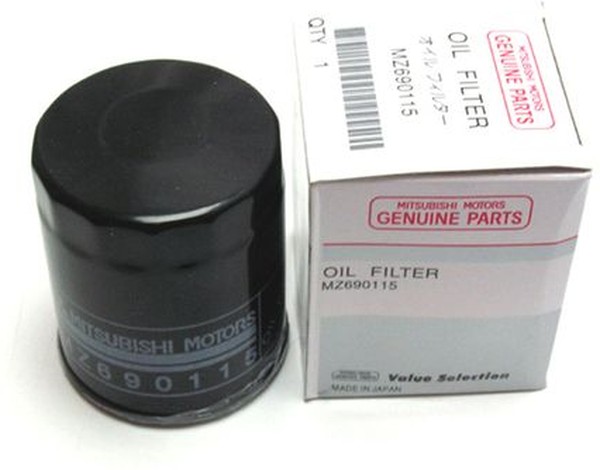 MITSUBISHI MOTORS
GENUINE PARTS
OIL FILTER
オイルフィルター
MZ690115
QTY 1
MITSUBISHI MOTORS
GENUINE PARTS
OIL FILTER
MZ690115
Value Selection
MADE IN JAPAN
MITSUBISHI MOTORS
MZ690115